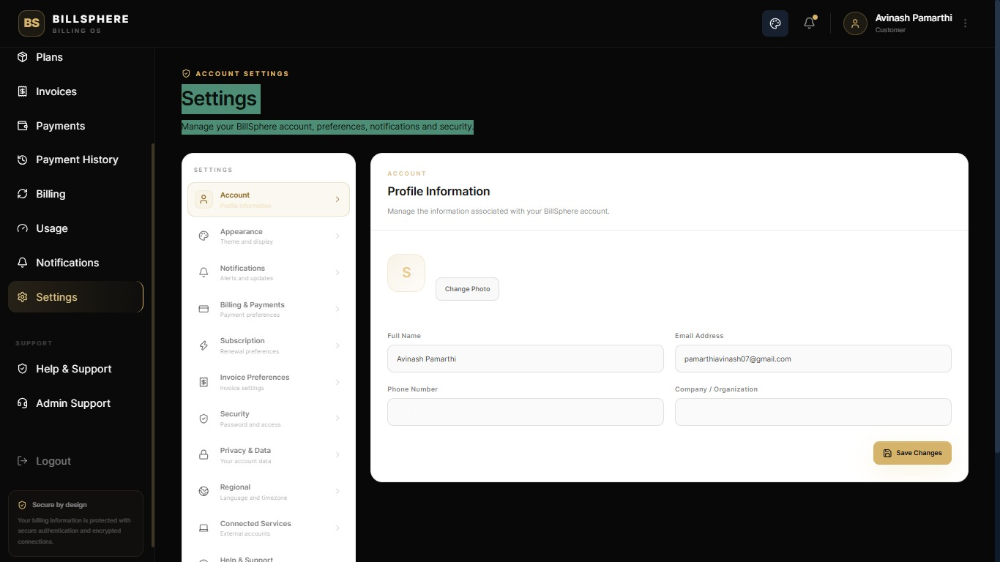 BS
BILLSPHERE
BILLING OS
Avinash Pamarthi
Customer
Plans
Invoices
Payments
Payment History
Billing
Usage
Notifications
Settings
SUPPORT
Help & Support
Admin Support
Logout
Secure by design
Your billing information is protected with
secure authentication and encrypted
connections.
ACCOUNT SETTINGS
Settings
Manage your BillSphere account, preferences, notifications and security.
SETTINGS
Account
Profile information
Appearance
Theme and display
Notifications
Alerts and updates
Billing & Payments
Payment preferences
Subscription
Renewal preferences
Invoice Preferences
Invoice settings
Security
Password and access
Privacy & Data
Your account data
Regional
Language and timezone
Connected Services
External accounts
Help & Support
ACCOUNT
Profile Information
Manage the information associated with your BillSphere account.
S
Change Photo
Full Name
Email Address
Avinash Pamarthi
pamarthiavinash07@gmail.com
Phone Number
Company / Organization
Save Changes